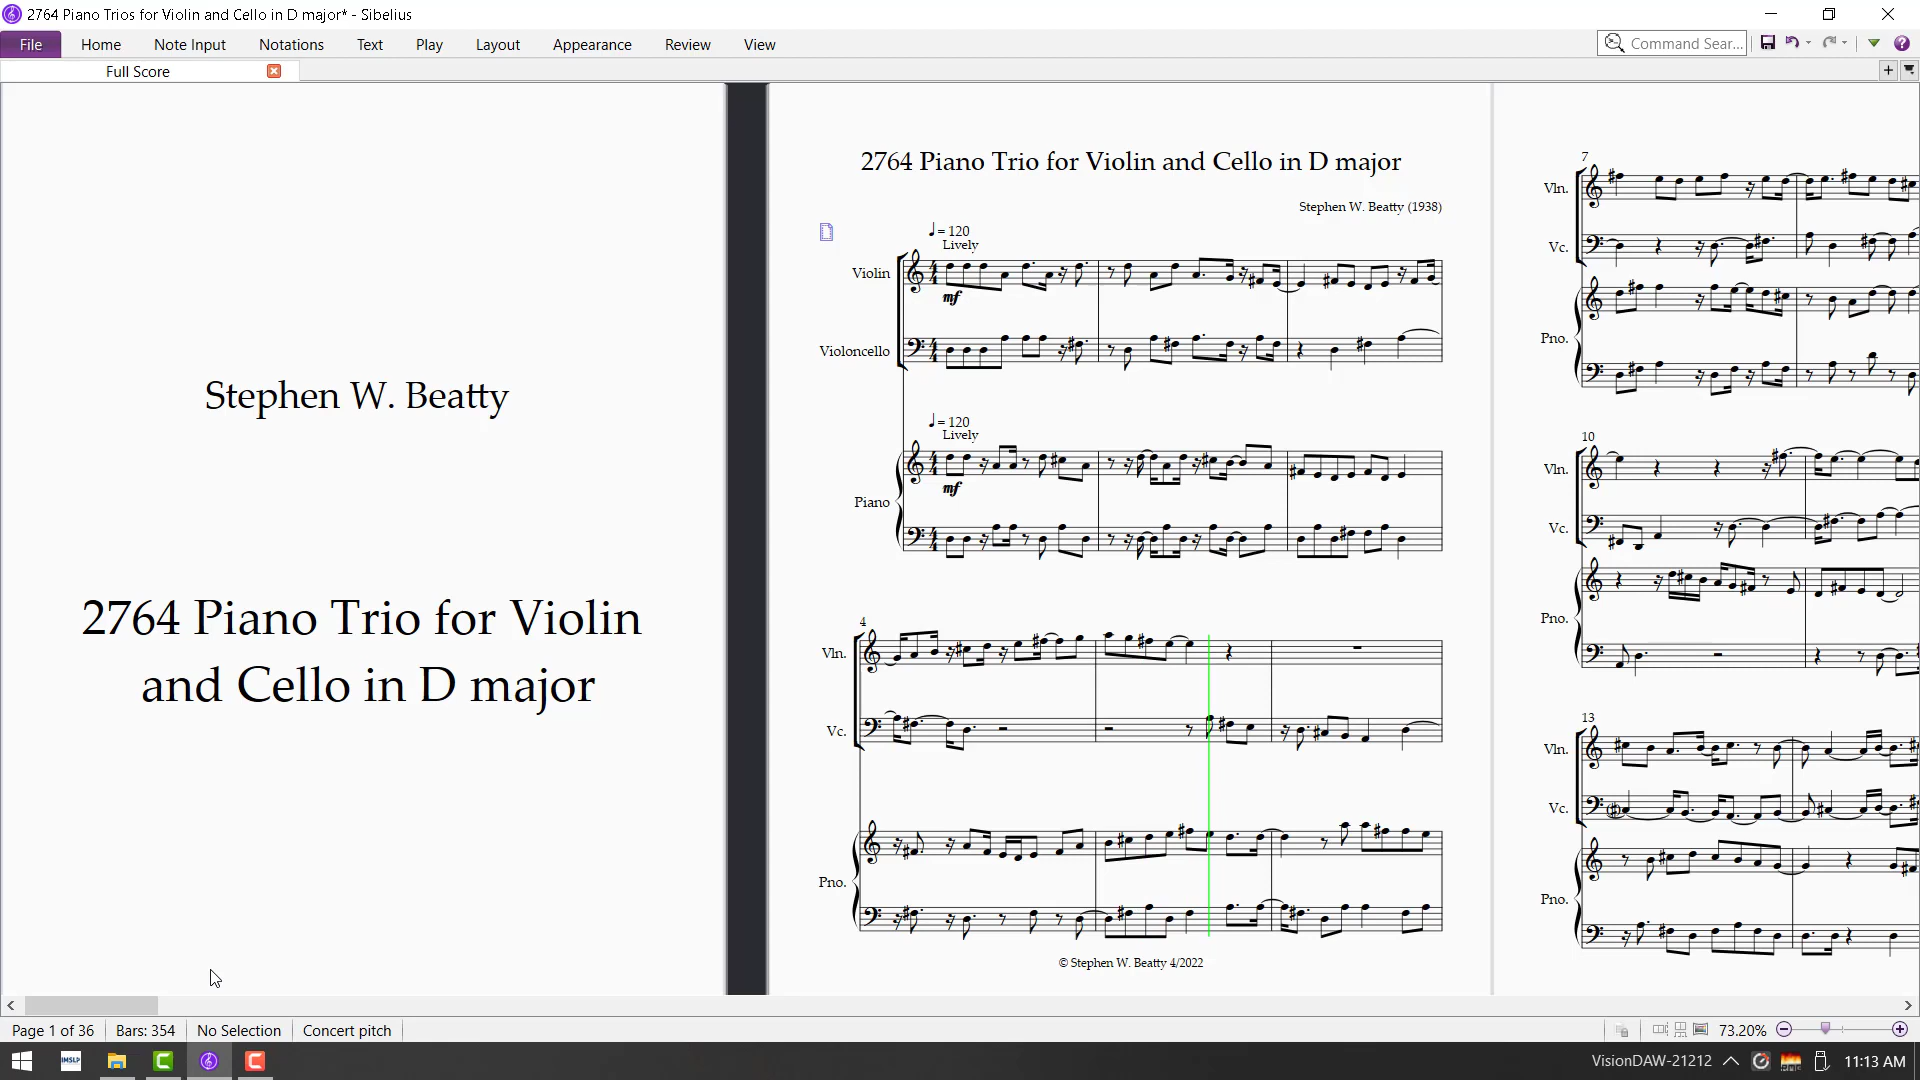 2764 Piano Trios for Violin and Cello in D major* - Sibelius
File Home Note Input Notations Text Play Layout Appearance Review View
Command Sear...
Full Score
Stephen W. Beatty
2764 Piano Trio for Violin
and Cello in D major
2764 Piano Trio for Violin and Cello in D major
Stephen W. Beatty (1938)
♩ = 120
Lively
Violin
mf
Violoncello
♩ = 120
Lively
mf
Piano
4
Vln.
Vc.
Pno.
© Stephen W. Beatty 4/2022
7
Vln.
Vc.
Pno.
10
Vln.
Vc.
Pno.
13
Vln.
Vc.
Pno.
Page 1 of 36 Bars: 354 No Selection Concert pitch
73.20%
IMSLP
VisionDAW-21212
11:13 AM